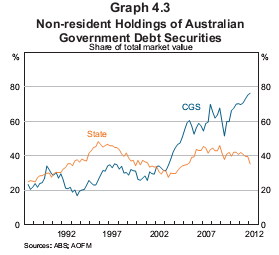 Graph 4.3
Non-resident Holdings of Australian
Government Debt Securities
Share of total market value
% %
CGS
80 80
State
60 60
40 40
20 20
0 0
1992 1997 2002 2007 2012
Sources: ABS; AOFM